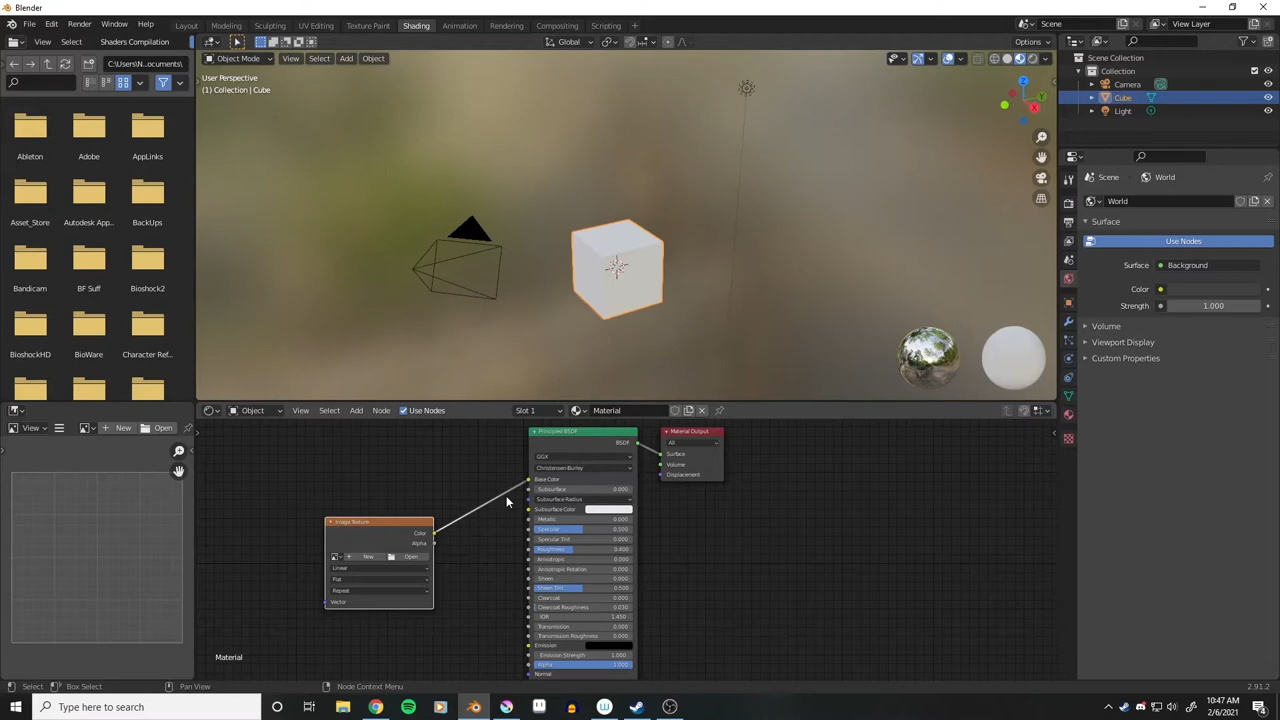 Blender
File Edit Render Window Help Layout Modeling Sculpting UV Editing Texture Paint Shading Animation Rendering Compositing Scripting + Scene View Layer
View Select Shaders Compilation Global Options
C:\Users\N...ocuments\
Object Mode View Select Add Object
User Perspective
(1) Collection | Cube
Ableton Adobe AppLinks
Asset_Store Autodesk App... BackUps
Bandicam BF Suff Bioshock2
BioshockHD BioWare Character Ref...
Z
Y
X
Scene Collection
Collection
Camera
Cube
Light
Scene World
World
Surface
Use Nodes
Surface Background
Color
Strength 1.000
Volume
Viewport Display
Custom Properties
View New Open
Object View Select Add Node Use Nodes Slot 1 Material
Image Texture
Color
Alpha
New Open
Linear
Flat
Repeat
Vector
Principled BSDF
BSDF
GGX
Christensen-Burley
Base Color
Subsurface 0.000
Subsurface Radius
Subsurface Color
Metallic 0.000
Specular 0.500
Specular Tint 0.000
Roughness 0.400
Anisotropic 0.000
Anisotropic Rotation 0.000
Sheen 0.000
Sheen Tint 0.500
Clearcoat 0.000
Clearcoat Roughness 0.030
IOR 1.450
Transmission 0.000
Transmission Roughness 0.000
Emission
Emission Strength 1.000
Alpha 1.000
Normal
Material Output
All
Surface
Volume
Displacement
Material
Select Box Select Pan View Node Context Menu 2.91.2
Type here to search
10:47 AM
2/6/2021